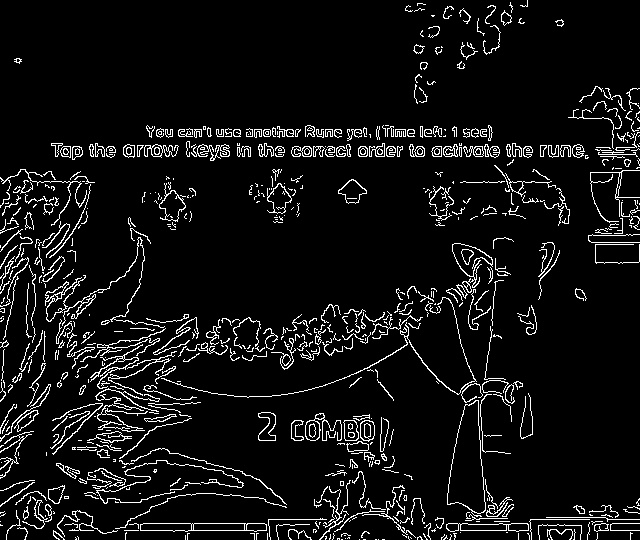 You can't use another Rune yet. (Time left: 1 sec)
Tap the arrow keys in the correct order to activate the rune.
2 COMBO!